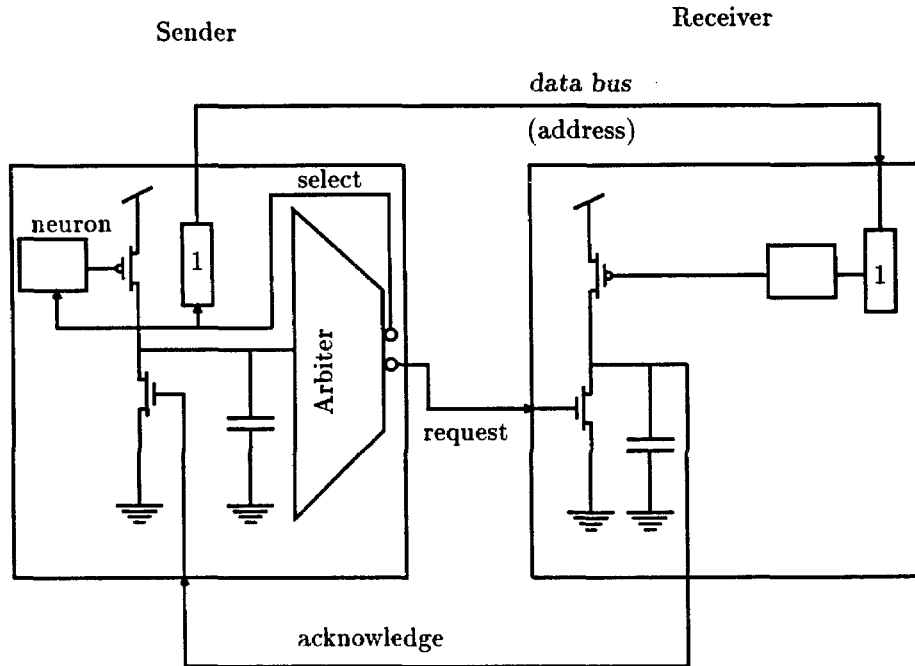 Sender
Receiver
data bus
(address)
select
neuron
1
1
Arbiter
request
acknowledge